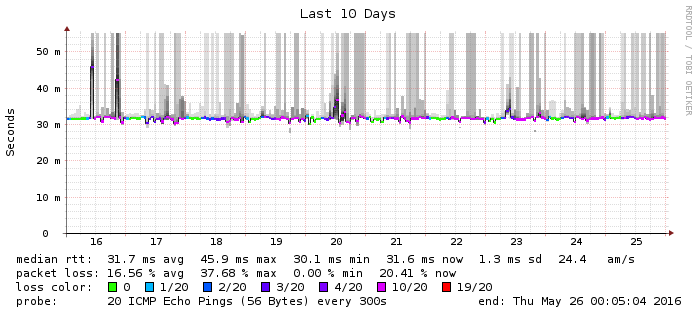 Last 10 Days
RRDTOOL / TOBI OETIKER
Seconds
50 m
40 m
30 m
20 m
10 m
0
16 17 18 19 20 21 22 23 24 25
median rtt: 31.7 ms avg 45.9 ms max 30.1 ms min 31.6 ms now 1.3 ms sd 24.4 am/s
packet loss: 16.56 % avg 37.68 % max 0.00 % min 20.41 % now
loss color: 0 1/20 2/20 3/20 4/20 10/20 19/20
probe: 20 ICMP Echo Pings (56 Bytes) every 300s end: Thu May 26 00:05:04 2016